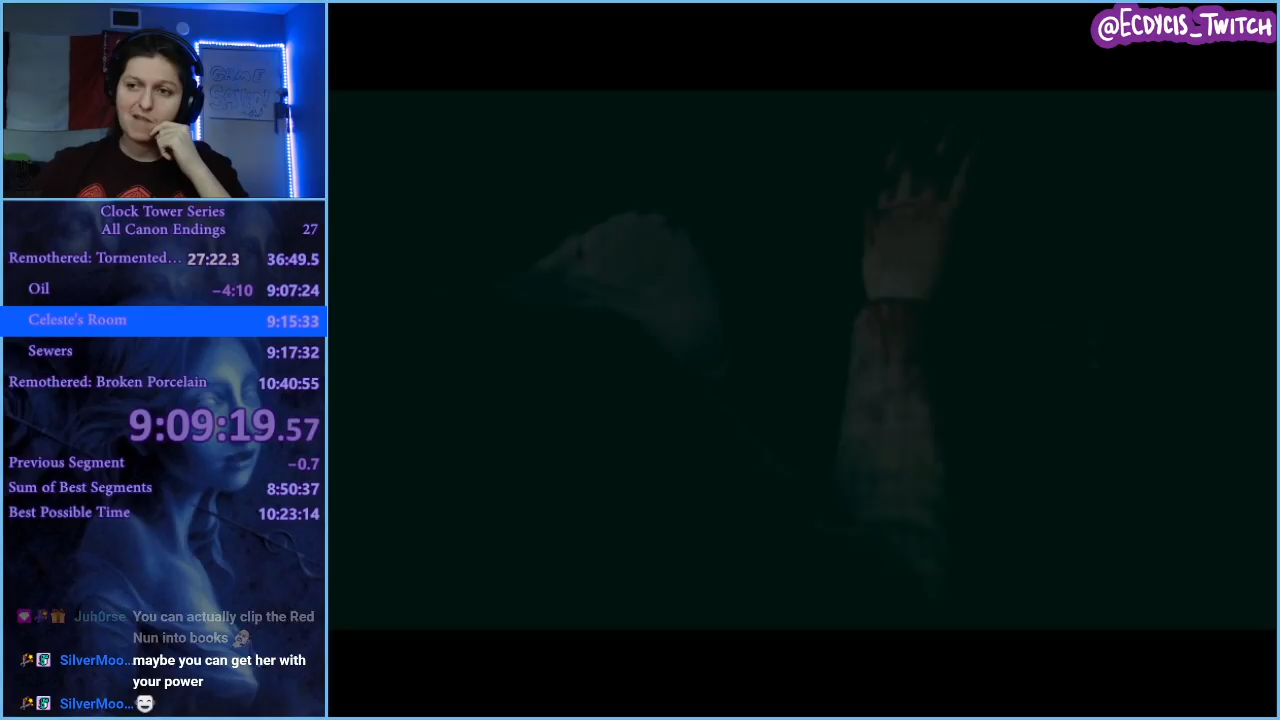 @ECDYCIS_TWITCH
GAME
Clock Tower Series
All Canon Endings 27
Remothered: Tormented... 27:22.3 36:49.5
Oil −4:10 9:07:24
Celeste's Room 9:15:33
Sewers 9:17:32
Remothered: Broken Porcelain 10:40:55
9:09:19.57
Previous Segment −0.7
Sum of Best Segments 8:50:37
Best Possible Time 10:23:14
Juh0rse You can actually clip the Red
Nun into books
SilverMoo... maybe you can get her with
your power
SilverMoo...